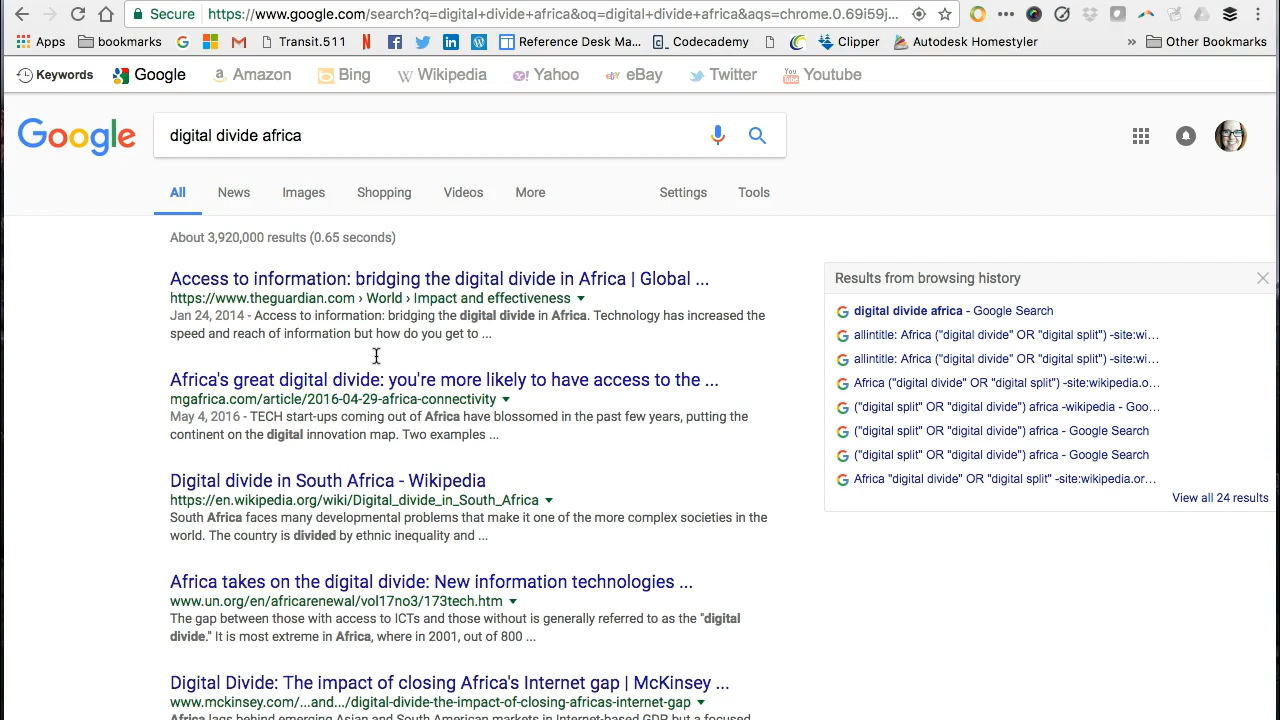 Secure https://www.google.com/search?q=digital+divide+africa&oq=digital+divide+africa&aqs=chrome.0.69i59j...
Apps bookmarks Transit.511 Reference Desk Ma... Codecademy Clipper Autodesk Homestyler » Other Bookmarks
Keywords Google Amazon Bing Wikipedia Yahoo eBay Twitter Youtube
Google digital divide africa
All News Images Shopping Videos More Settings Tools
About 3,920,000 results (0.65 seconds)
Access to information: bridging the digital divide in Africa | Global ...
https://www.theguardian.com › World › Impact and effectiveness
Jan 24, 2014 - Access to information: bridging the digital divide in Africa. Technology has increased the
speed and reach of information but how do you get to ...
Africa's great digital divide: you're more likely to have access to the ...
mgafrica.com/article/2016-04-29-africa-connectivity
May 4, 2016 - TECH start-ups coming out of Africa have blossomed in the past few years, putting the
continent on the digital innovation map. Two examples ...
Digital divide in South Africa - Wikipedia
https://en.wikipedia.org/wiki/Digital_divide_in_South_Africa
South Africa faces many developmental problems that make it one of the more complex societies in the
world. The country is divided by ethnic inequality and ...
Africa takes on the digital divide: New information technologies ...
www.un.org/en/africarenewal/vol17no3/173tech.htm
The gap between those with access to ICTs and those without is generally referred to as the "digital
divide." It is most extreme in Africa, where in 2001, out of 800 ...
Digital Divide: The impact of closing Africa's Internet gap | McKinsey ...
www.mckinsey.com/...and.../digital-divide-the-impact-of-closing-africas-internet-gap
Africa lags behind emerging Asian and South American markets in Internet-based GDP but a focused
Results from browsing history
digital divide africa - Google Search
allintitle: Africa ("digital divide" OR "digital split") -site:wi...
allintitle: Africa ("digital divide" OR "digital split") -site:wi...
Africa ("digital divide" OR "digital split") -site:wikipedia.o...
("digital split" OR "digital divide") africa -wikipedia - Goo...
("digital split" OR "digital divide") africa - Google Search
("digital split" OR "digital divide") africa - Google Search
Africa "digital divide" OR "digital split" -site:wikipedia.or...
View all 24 results